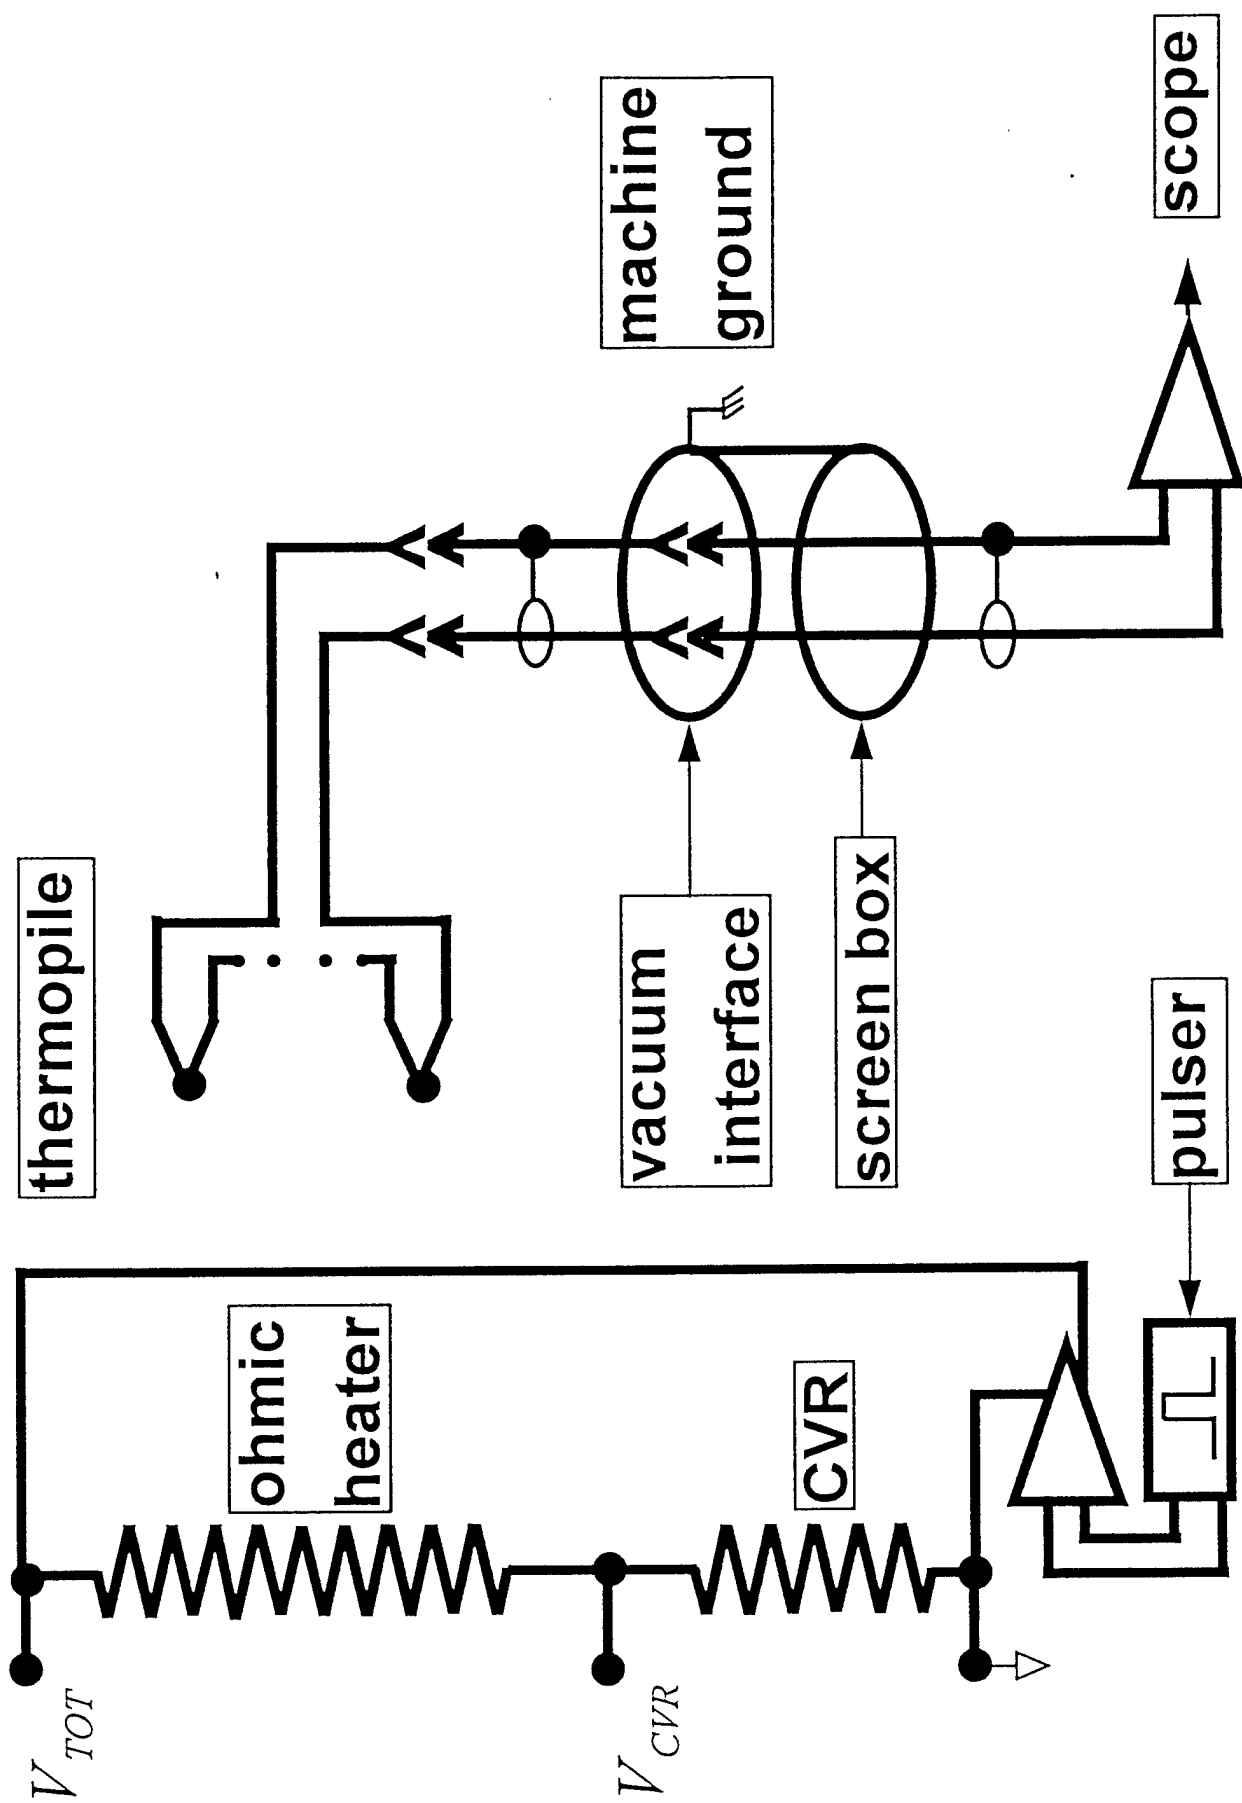 V_TOT
ohmic
heater
thermopile
V_CVR
CVR
vacuum
interface
screen box
machine
ground
pulser
scope